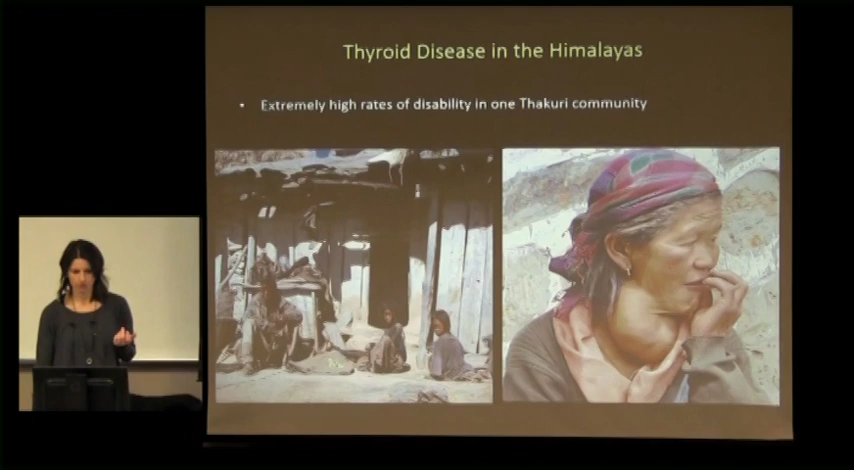 Thyroid Disease in the Himalayas
• Extremely high rates of disability in one Thakuri community